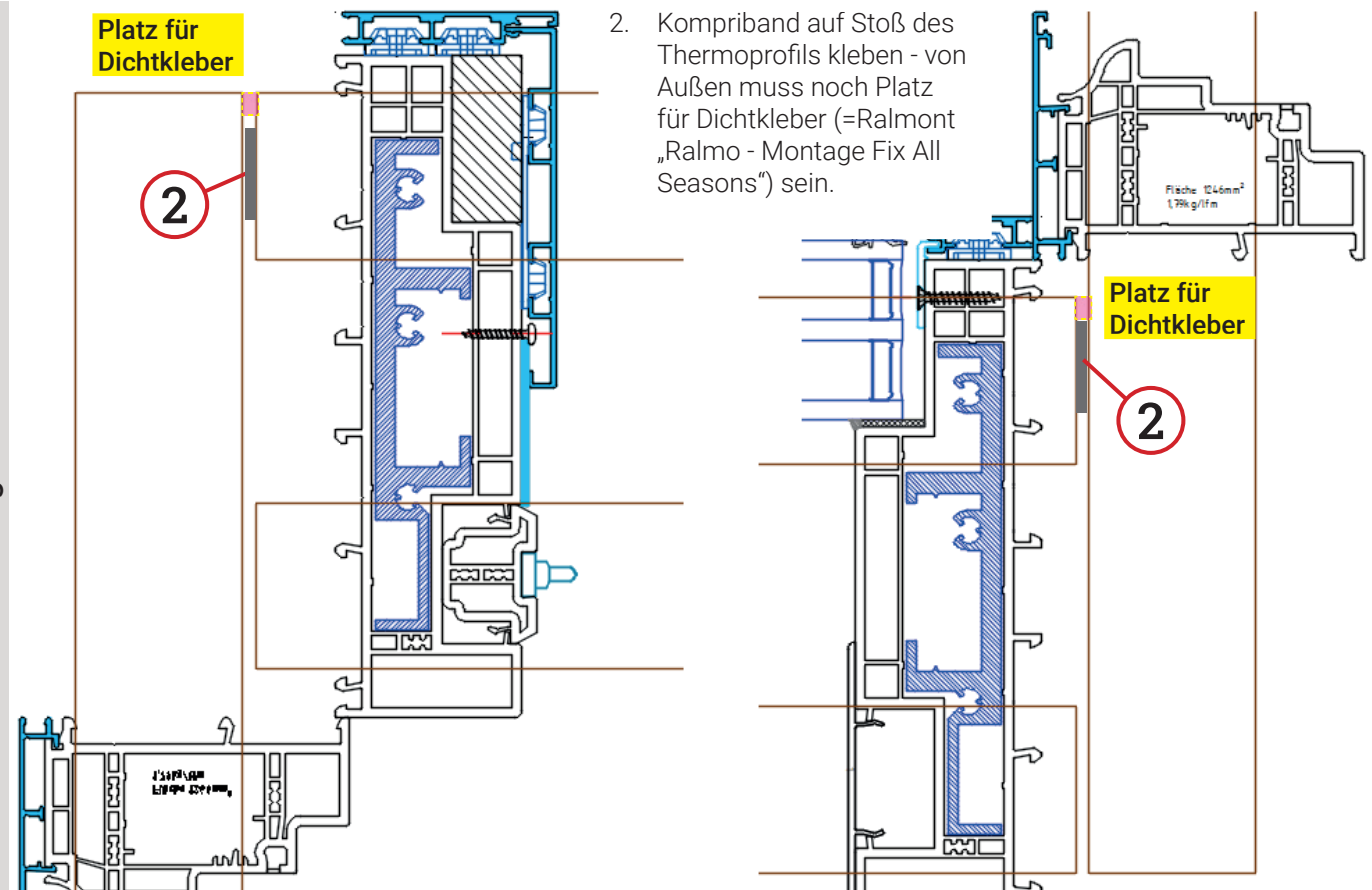 Platz für
Dichtkleber
2
2. Kompriband auf Stoß des
Thermoprofils kleben - von
Außen muss noch Platz
für Dichtkleber (=Ralmont
„Ralmo - Montage Fix All
Seasons“) sein.
Fläche 1246mm²
1,79kg/lfm
Platz für
Dichtkleber
2